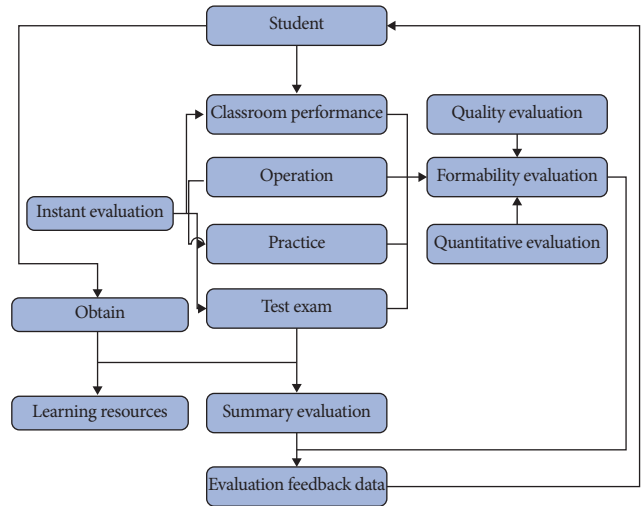 Student
Classroom performance
Quality evaluation
Operation
Formability evaluation
Instant evaluation
Practice
Quantitative evaluation
Obtain
Test exam
Learning resources
Summary evaluation
Evaluation feedback data